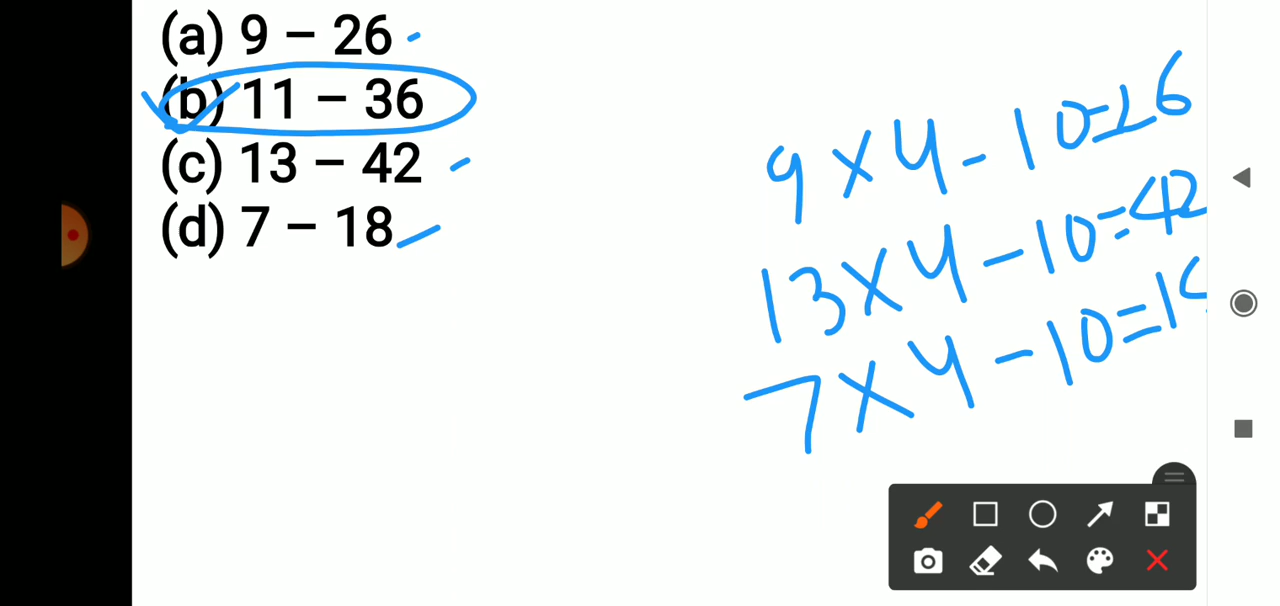 (a) 9 – 26
(b) 11 – 36
(c) 13 – 42
(d) 7 – 18
9 × 4 - 10 = 26
13 × 4 - 10 = 42
7 × 4 - 10 =